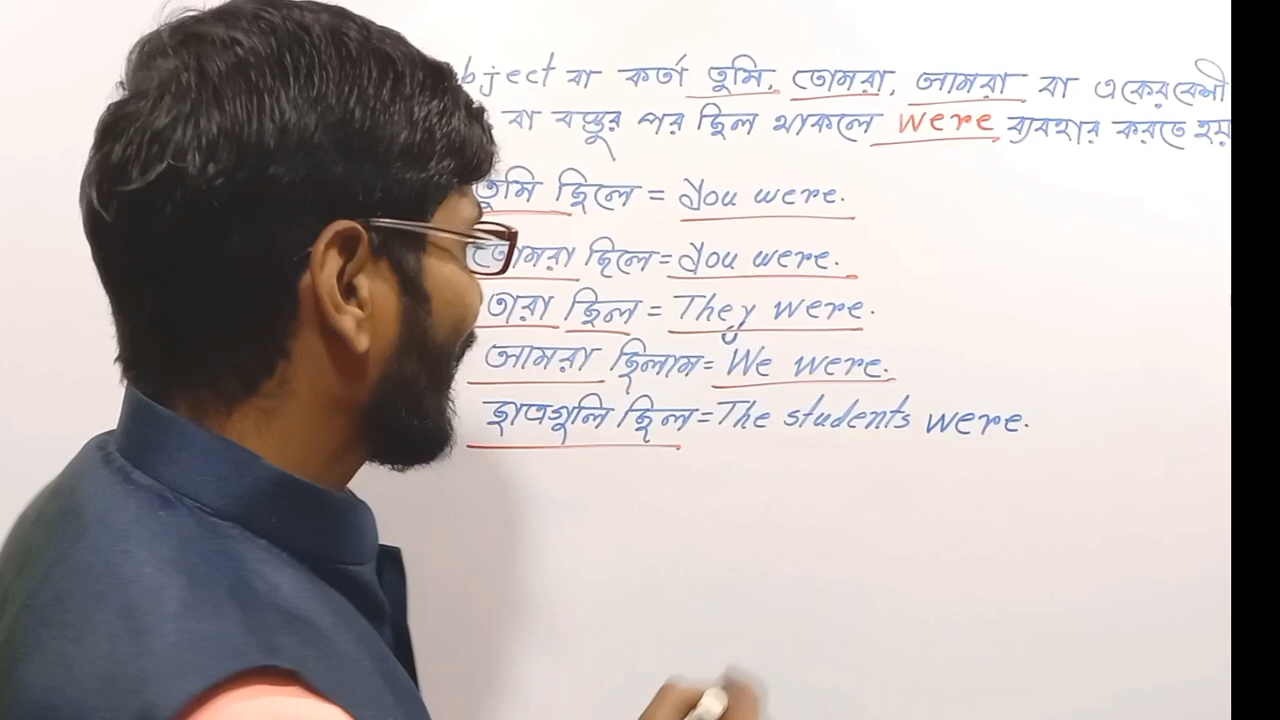 bject বা কর্তা তুমি, তোমরা, আমরা বা একেরবেশী
বা বস্তুর পর ছিল থাকলে were ব্যবহার করতে হয়
তুমি ছিলে = You were.
তোমরা ছিলে = You were.
তারা ছিল = They were.
আমরা ছিলাম = We were.
ছাত্রগুলি ছিল = The students were.